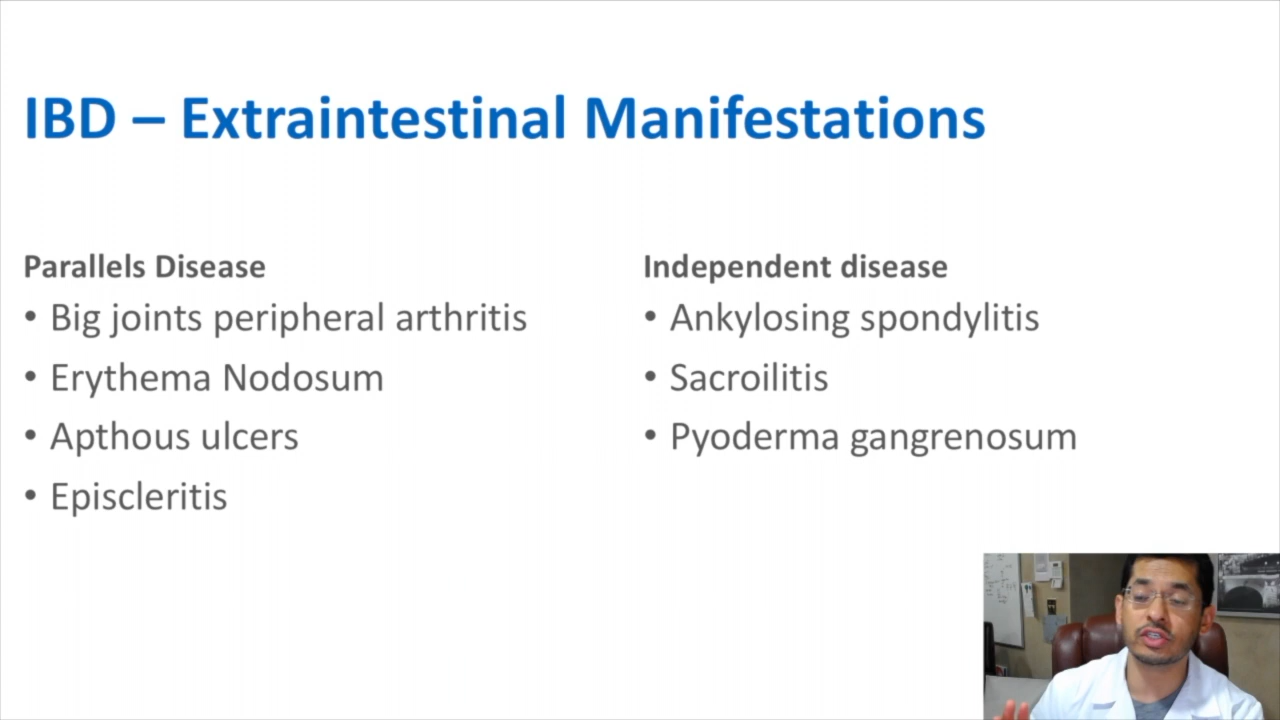 IBD – Extraintestinal Manifestations
Parallels Disease
• Big joints peripheral arthritis
• Erythema Nodosum
• Apthous ulcers
• Episcleritis
Independent disease
• Ankylosing spondylitis
• Sacroilitis
• Pyoderma gangrenosum